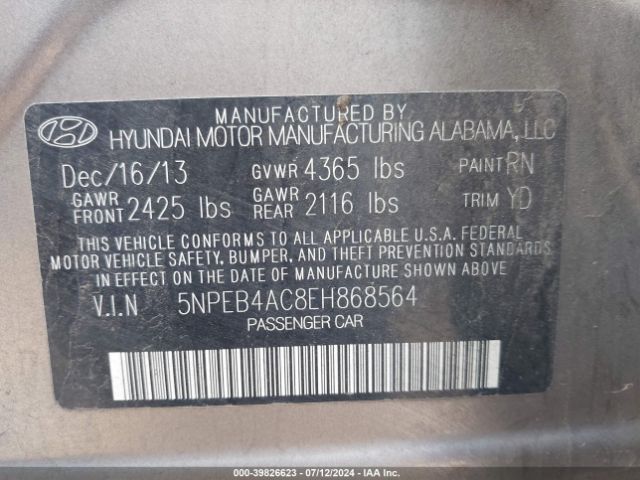 MANUFACTURED BY
HYUNDAI MOTOR MANUFACTURING ALABAMA, LLC
Dec/16/13 GVWR 4365 lbs PAINT RN
GAWR FRONT 2425 lbs GAWR REAR 2116 lbs TRIM YD
THIS VEHICLE CONFORMS TO ALL APPLICABLE U.S.A. FEDERAL
MOTOR VEHICLE SAFETY, BUMPER, AND THEFT PREVENTION STANDARDS
IN EFFECT ON THE DATE OF MANUFACTURE SHOWN ABOVE
V.I.N 5NPEB4AC8EH868564
PASSENGER CAR
000-39826623 - 07/12/2024 - IAA Inc.